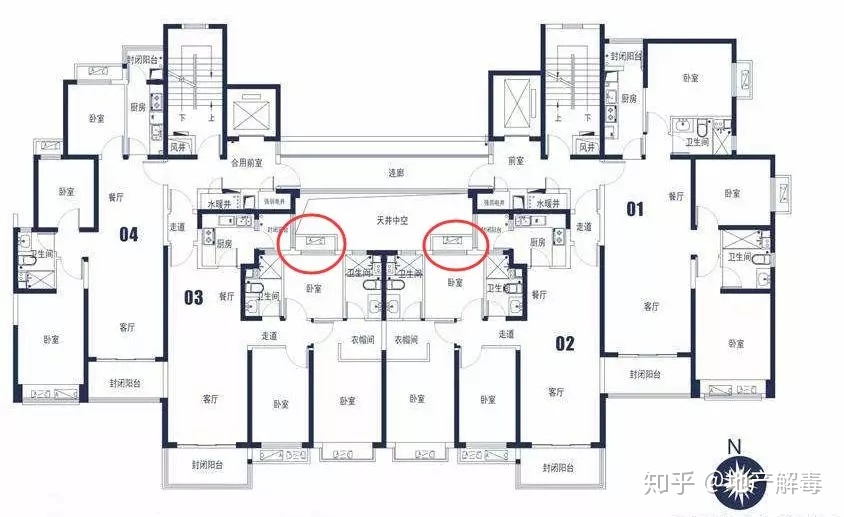 封闭阳台
封闭阳台
卧室
厨房
厨房
卧室
下
上
上
下
卫生间
风井
风井
合用前室
前室
连廊
餐厅
餐厅
卧室
卧室
水暖井
强弱电井
强弱电井
水暖井
01
04
走道
天井中空
走道
厨房
封闭阳台
封闭阳台
厨房
卫生间
卫生间
卫生间
卧室
卫生间
卫生间
卧室
卫生间
03
餐厅
餐厅
客厅
客厅
卧室
走道
衣帽间
衣帽间
走道
02
卧室
封闭阳台
封闭阳台
客厅
卧室
卧室
卧室
卧室
客厅
封闭阳台
封闭阳台
N
知乎 @地产解毒